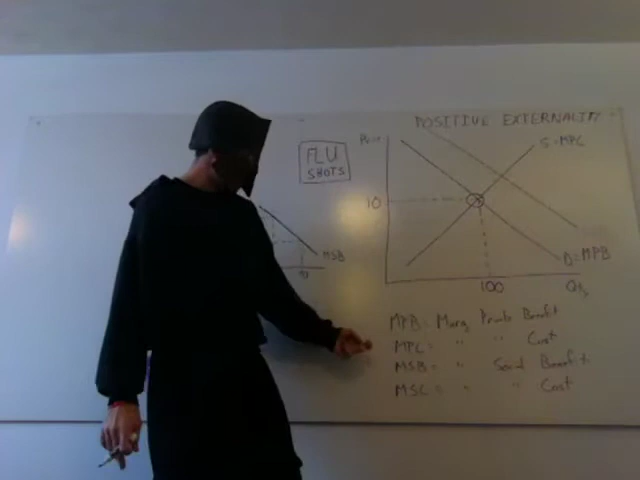 POSITIVE EXTERNALITY
FLU
SHOTS
Price
S=MPC
10
MSB
D=MPB
100
Qty
MPB= Marg Private Benefit
MPC= " " Cost
MSB= " Social Benefit
MSC= " " Cost